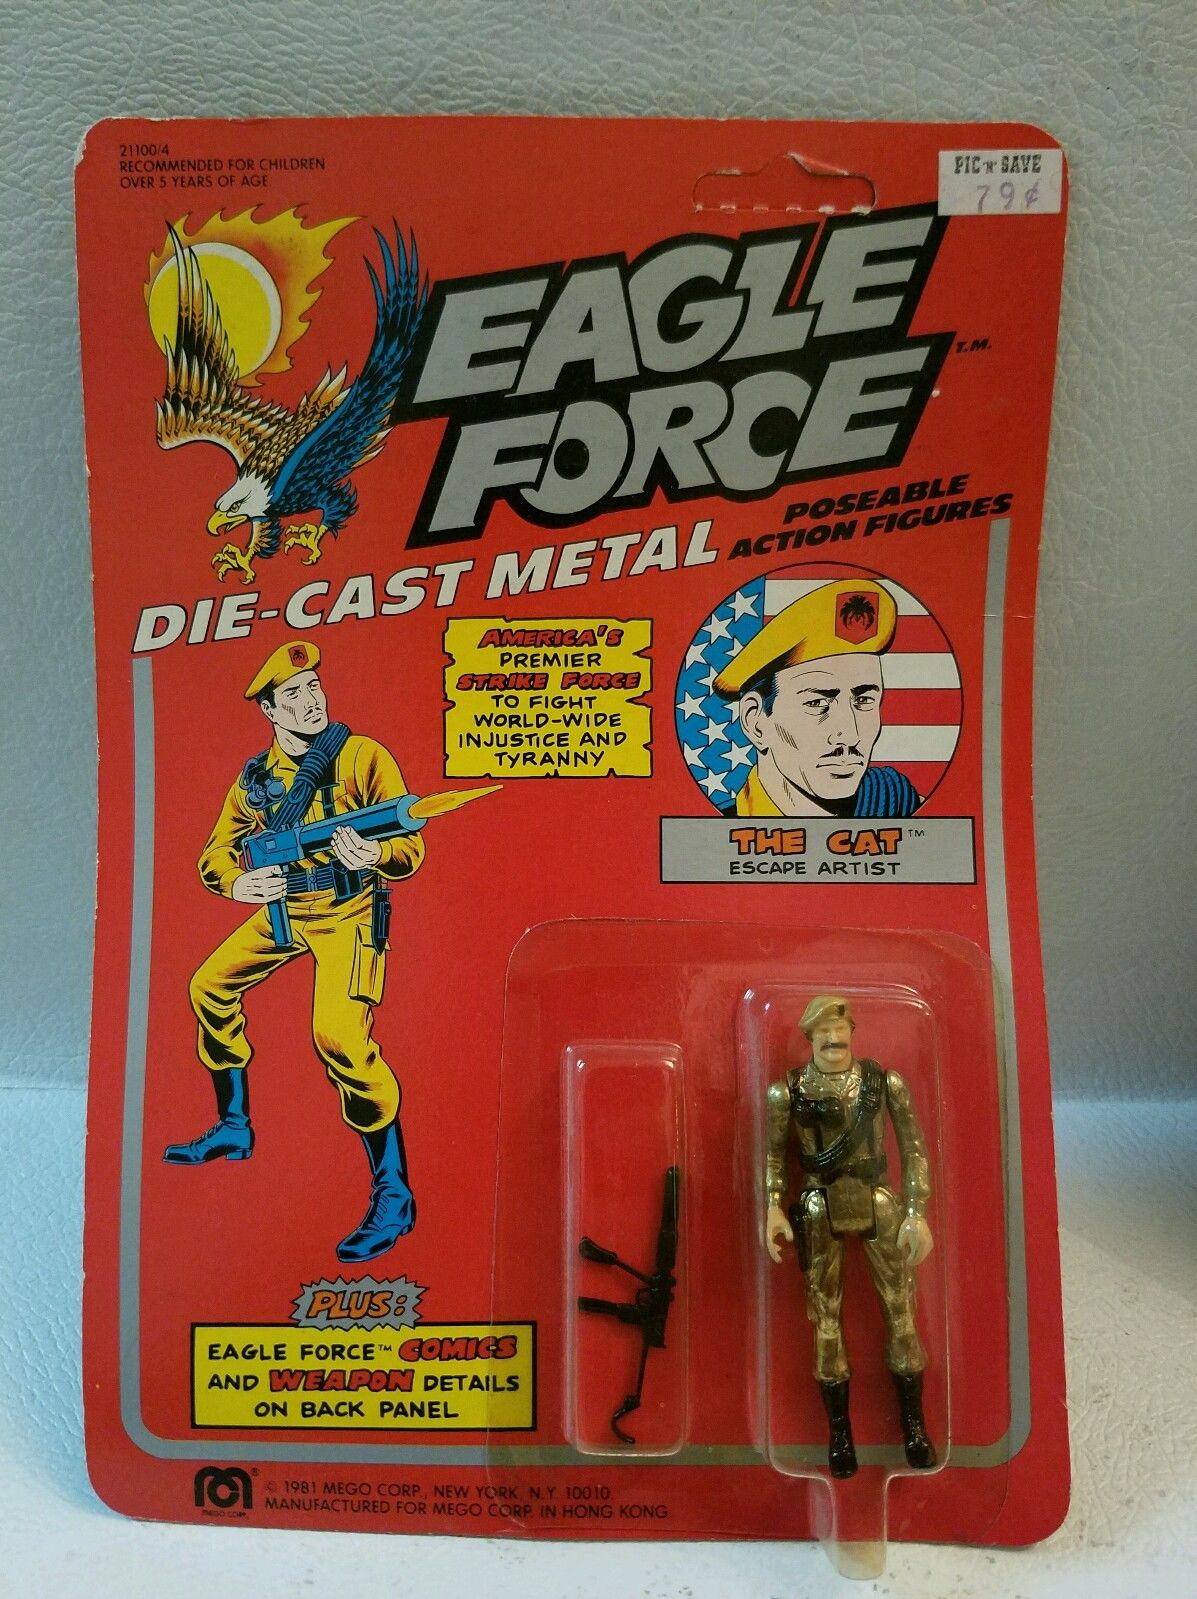 21100/4
RECOMMENDED FOR CHILDREN
OVER 5 YEARS OF AGE
PIC 'N' SAVE
79¢
EAGLE
FORCE T.M.
DIE-CAST METAL
POSEABLE
ACTION FIGURES
AMERICA'S
PREMIER
STRIKE FORCE
TO FIGHT
WORLD-WIDE
INJUSTICE AND
TYRANNY
THE CAT™
ESCAPE ARTIST
PLUS:
EAGLE FORCE™ COMICS
AND WEAPON DETAILS
ON BACK PANEL
®
MEGO CORP.
© 1981 MEGO CORP., NEW YORK, N.Y. 10010
MANUFACTURED FOR MEGO CORP. IN HONG KONG